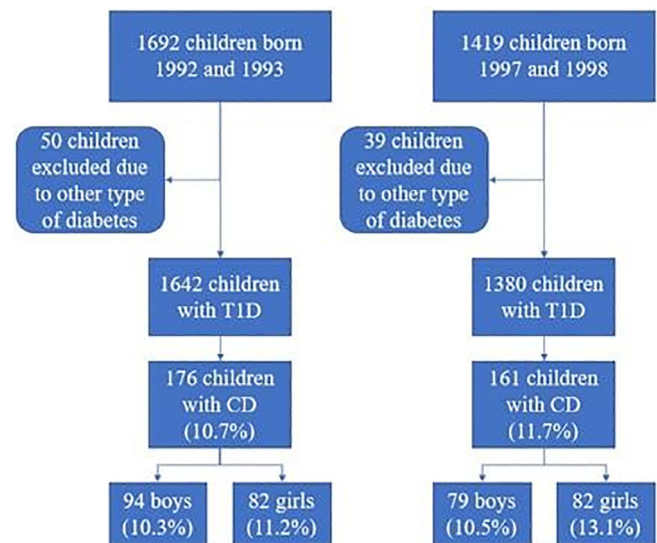 1692 children born
1992 and 1993
1419 children born
1997 and 1998
50 children
excluded due
to other type
of diabetes
39 children
excluded due
to other type
of diabetes
1642 children
with T1D
1380 children
with T1D
176 children
with CD
(10.7%)
161 children
with CD
(11.7%)
94 boys
(10.3%)
82 girls
(11.2%)
79 boys
(10.5%)
82 girls
(13.1%)